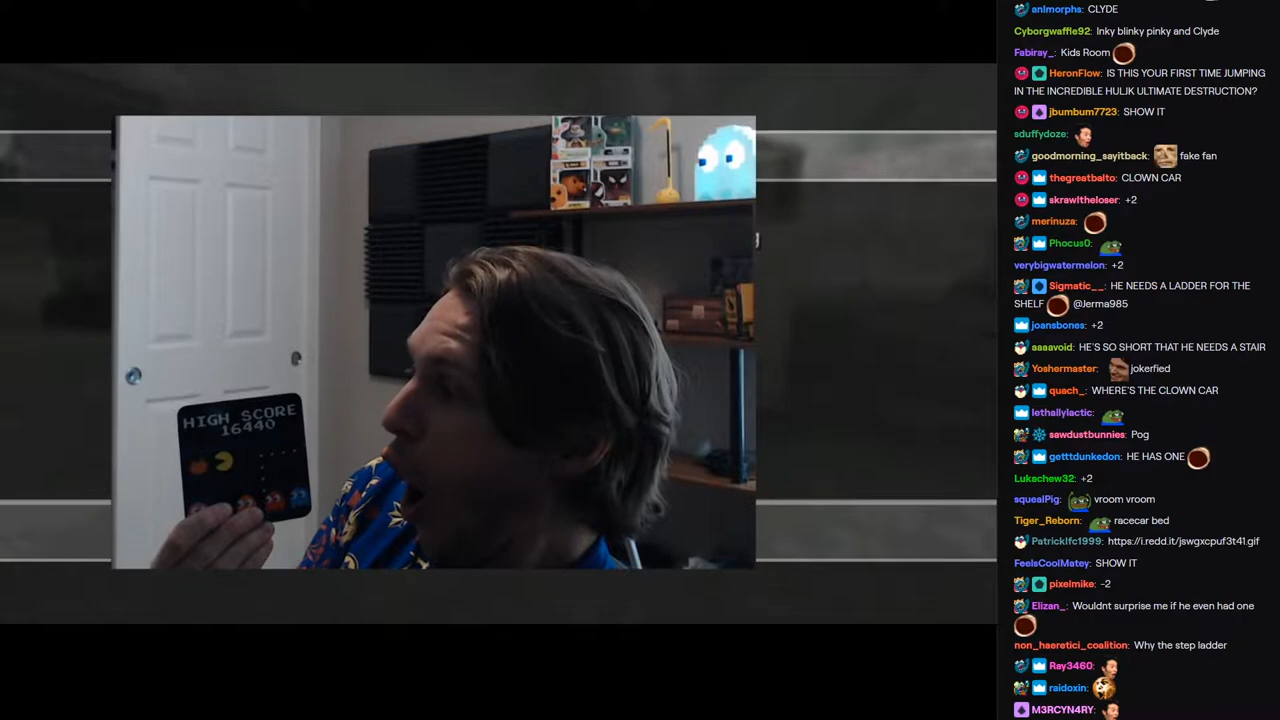 HIGH SCORE
16440
anImorphs: CLYDE
Cyborgwaffle92: Inky blinky pinky and Clyde
Fabiray_: Kids Room
HeronFlow: IS THIS YOUR FIRST TIME JUMPING
IN THE INCREDIBLE HULJK ULTIMATE DESTRUCTION?
jbumbum7723: SHOW IT
sduffydoze:
goodmorning_sayitback: fake fan
thegreatbalto: CLOWN CAR
skrawltheloser: +2
merinuza:
Phocus0:
verybigwatermelon: +2
Sigmatic__: HE NEEDS A LADDER FOR THE
SHELF @Jerma985
joansbones: +2
aaaavoid: HE'S SO SHORT THAT HE NEEDS A STAIR
Yoshermaster: jokerfied
quach_: WHERE'S THE CLOWN CAR
lethallylactic:
sawdustbunnies: Pog
getttdunkedon: HE HAS ONE
Lukachew32: +2
squealPig: vroom vroom
Tiger_Reborn: racecar bed
Patricklfc1999: https://i.redd.it/jswgxcpuf3t41.gif
FeelsCoolMatey: SHOW IT
pixelmike: -2
Elizan_: Wouldnt surprise me if he even had one
non_haeretici_coalition: Why the step ladder
Ray3460:
raidoxin:
M3RCYN4RY: